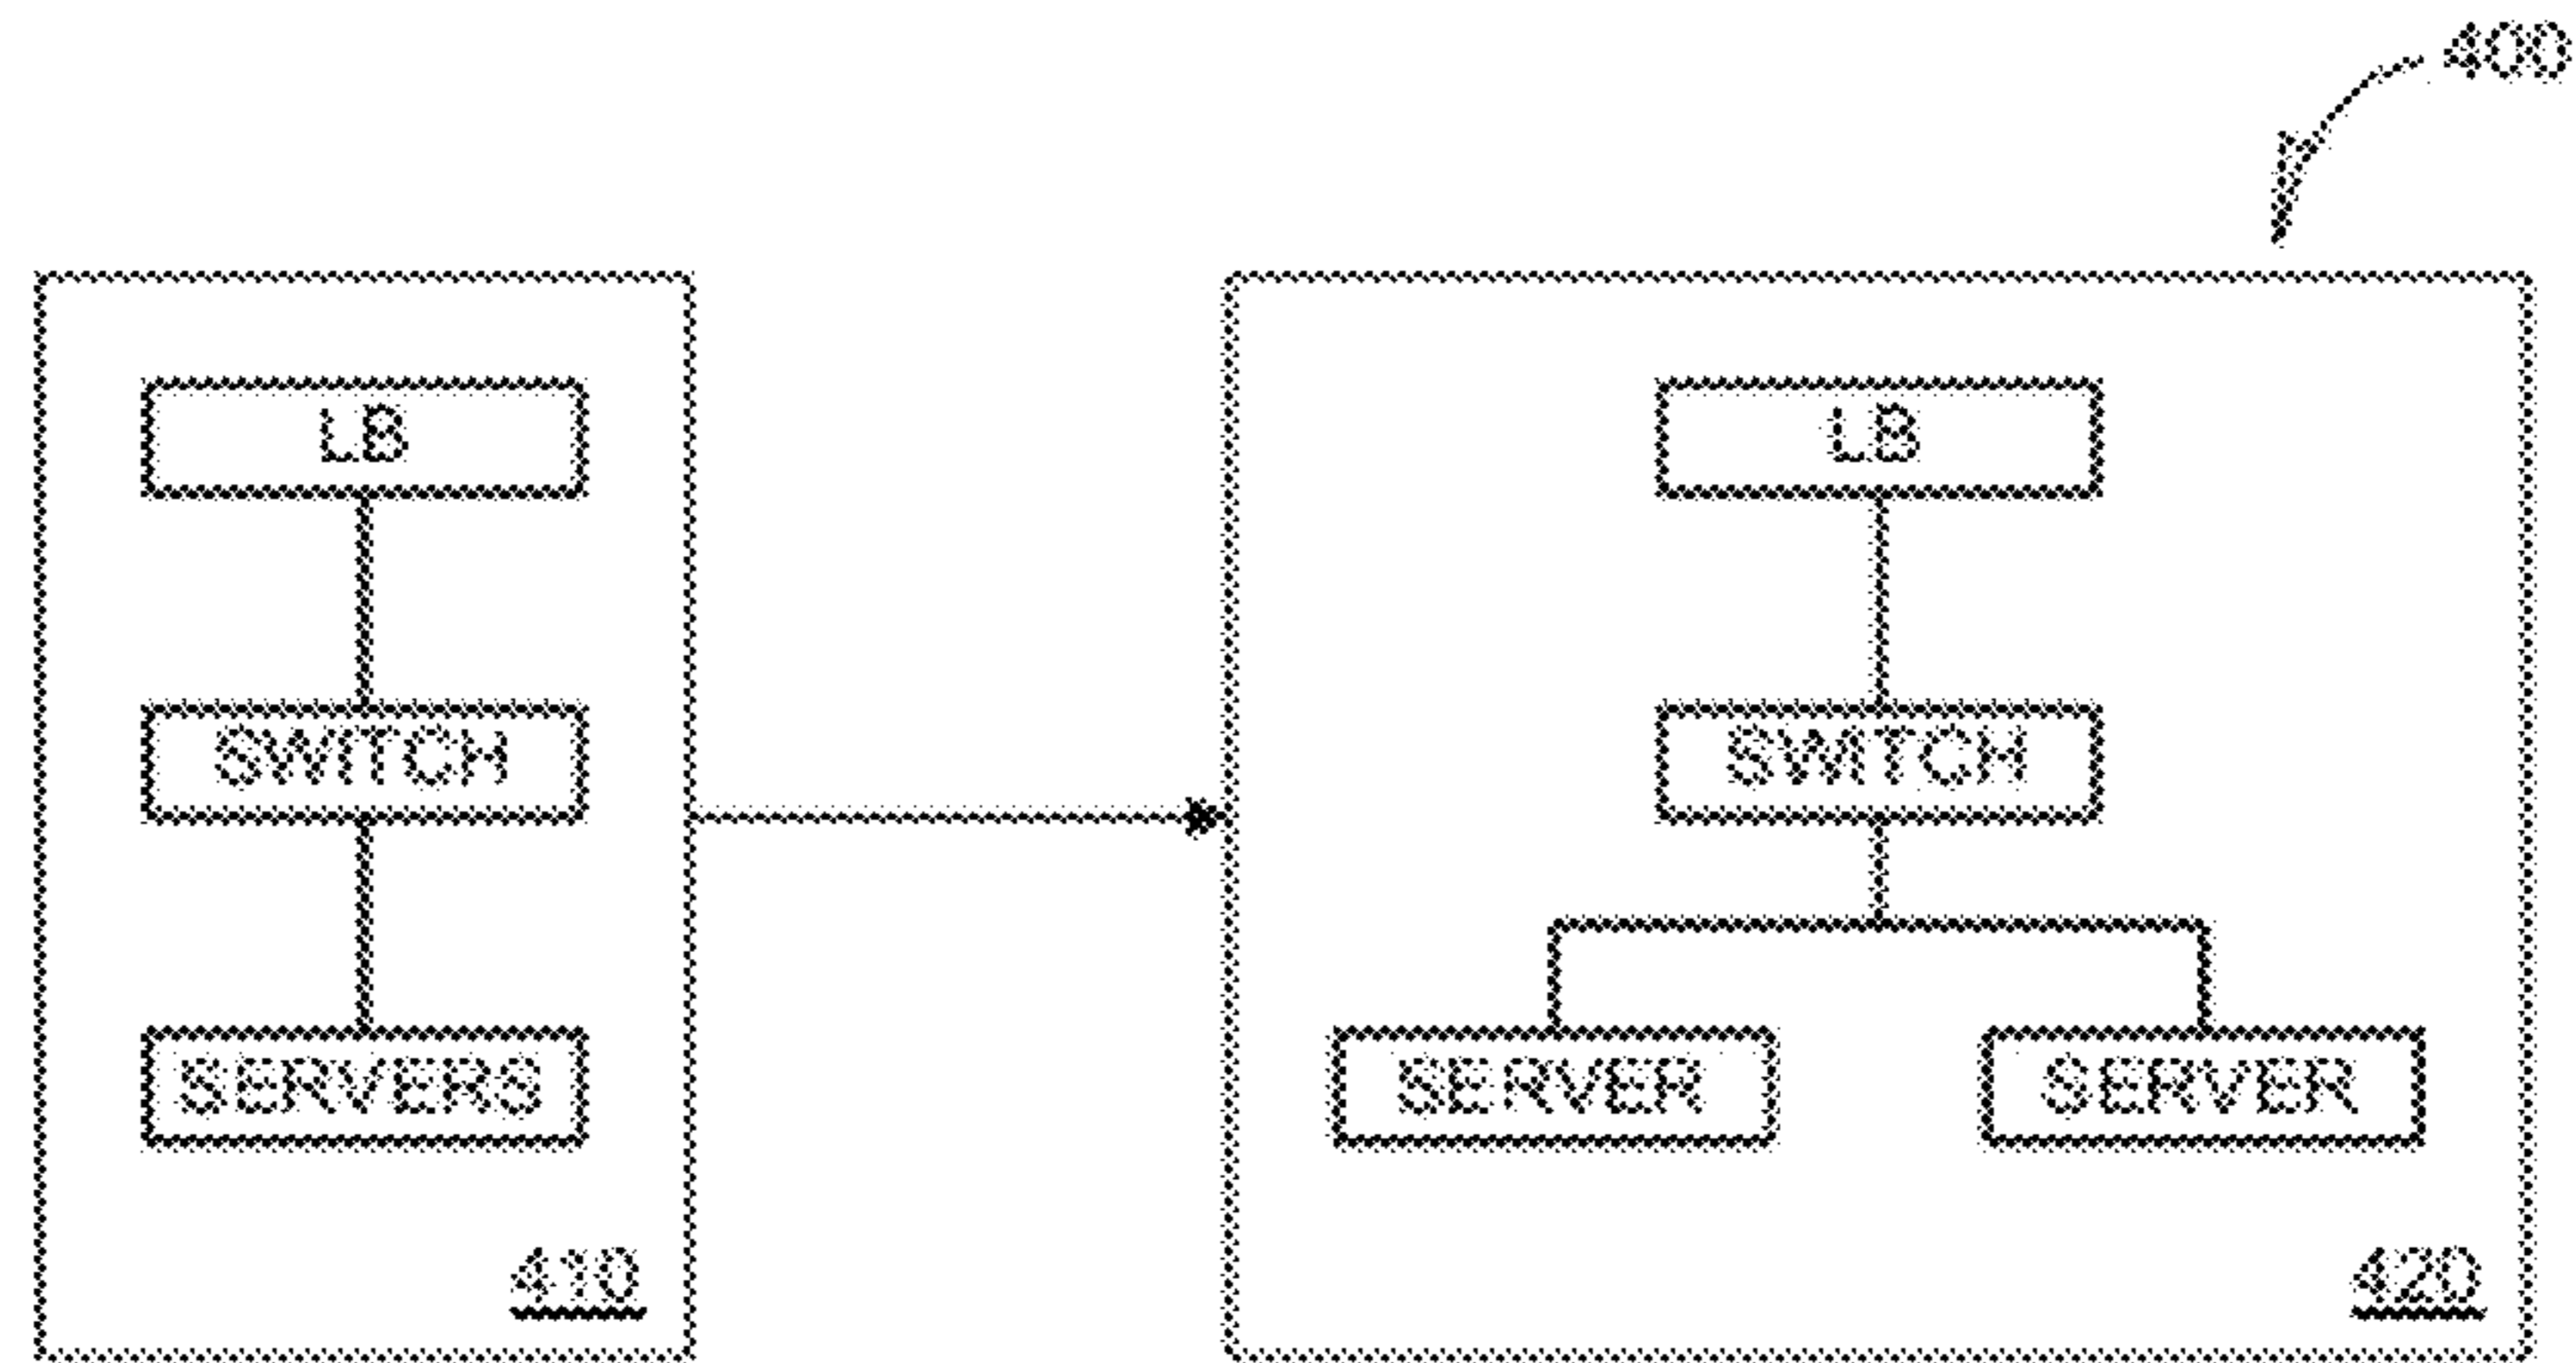 400
LB
LB
SWITCH
SWITCH
SERVERS
SERVER
SERVER
410
420